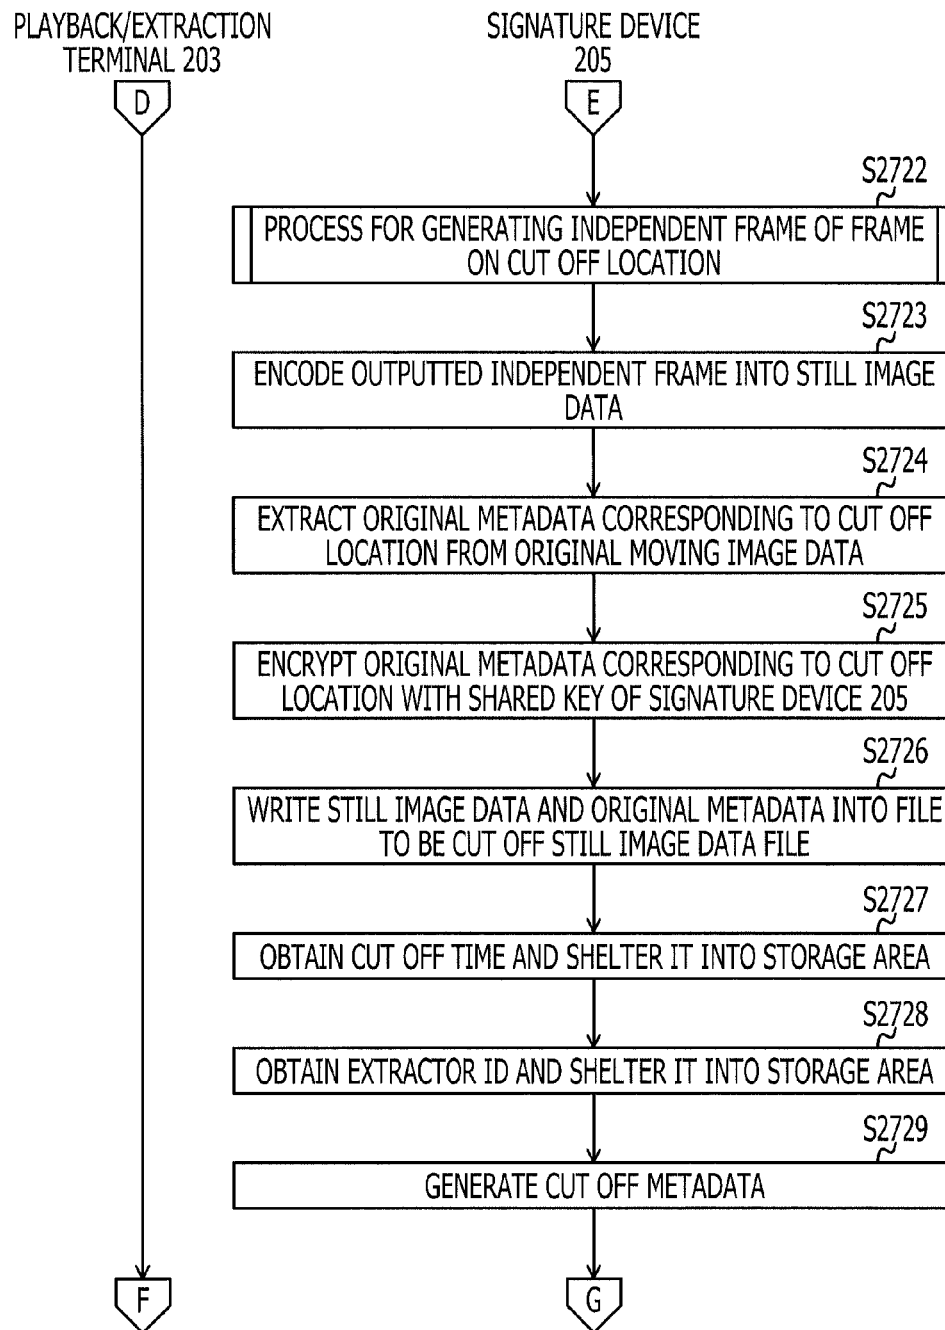 PLAYBACK/EXTRACTION
TERMINAL 203
SIGNATURE DEVICE
205
D
E
S2722
PROCESS FOR GENERATING INDEPENDENT FRAME OF FRAME
ON CUT OFF LOCATION
S2723
ENCODE OUTPUTTED INDEPENDENT FRAME INTO STILL IMAGE
DATA
S2724
EXTRACT ORIGINAL METADATA CORRESPONDING TO CUT OFF
LOCATION FROM ORIGINAL MOVING IMAGE DATA
S2725
ENCRYPT ORIGINAL METADATA CORRESPONDING TO CUT OFF
LOCATION WITH SHARED KEY OF SIGNATURE DEVICE 205
S2726
WRITE STILL IMAGE DATA AND ORIGINAL METADATA INTO FILE
TO BE CUT OFF STILL IMAGE DATA FILE
S2727
OBTAIN CUT OFF TIME AND SHELTER IT INTO STORAGE AREA
S2728
OBTAIN EXTRACTOR ID AND SHELTER IT INTO STORAGE AREA
S2729
GENERATE CUT OFF METADATA
F
G